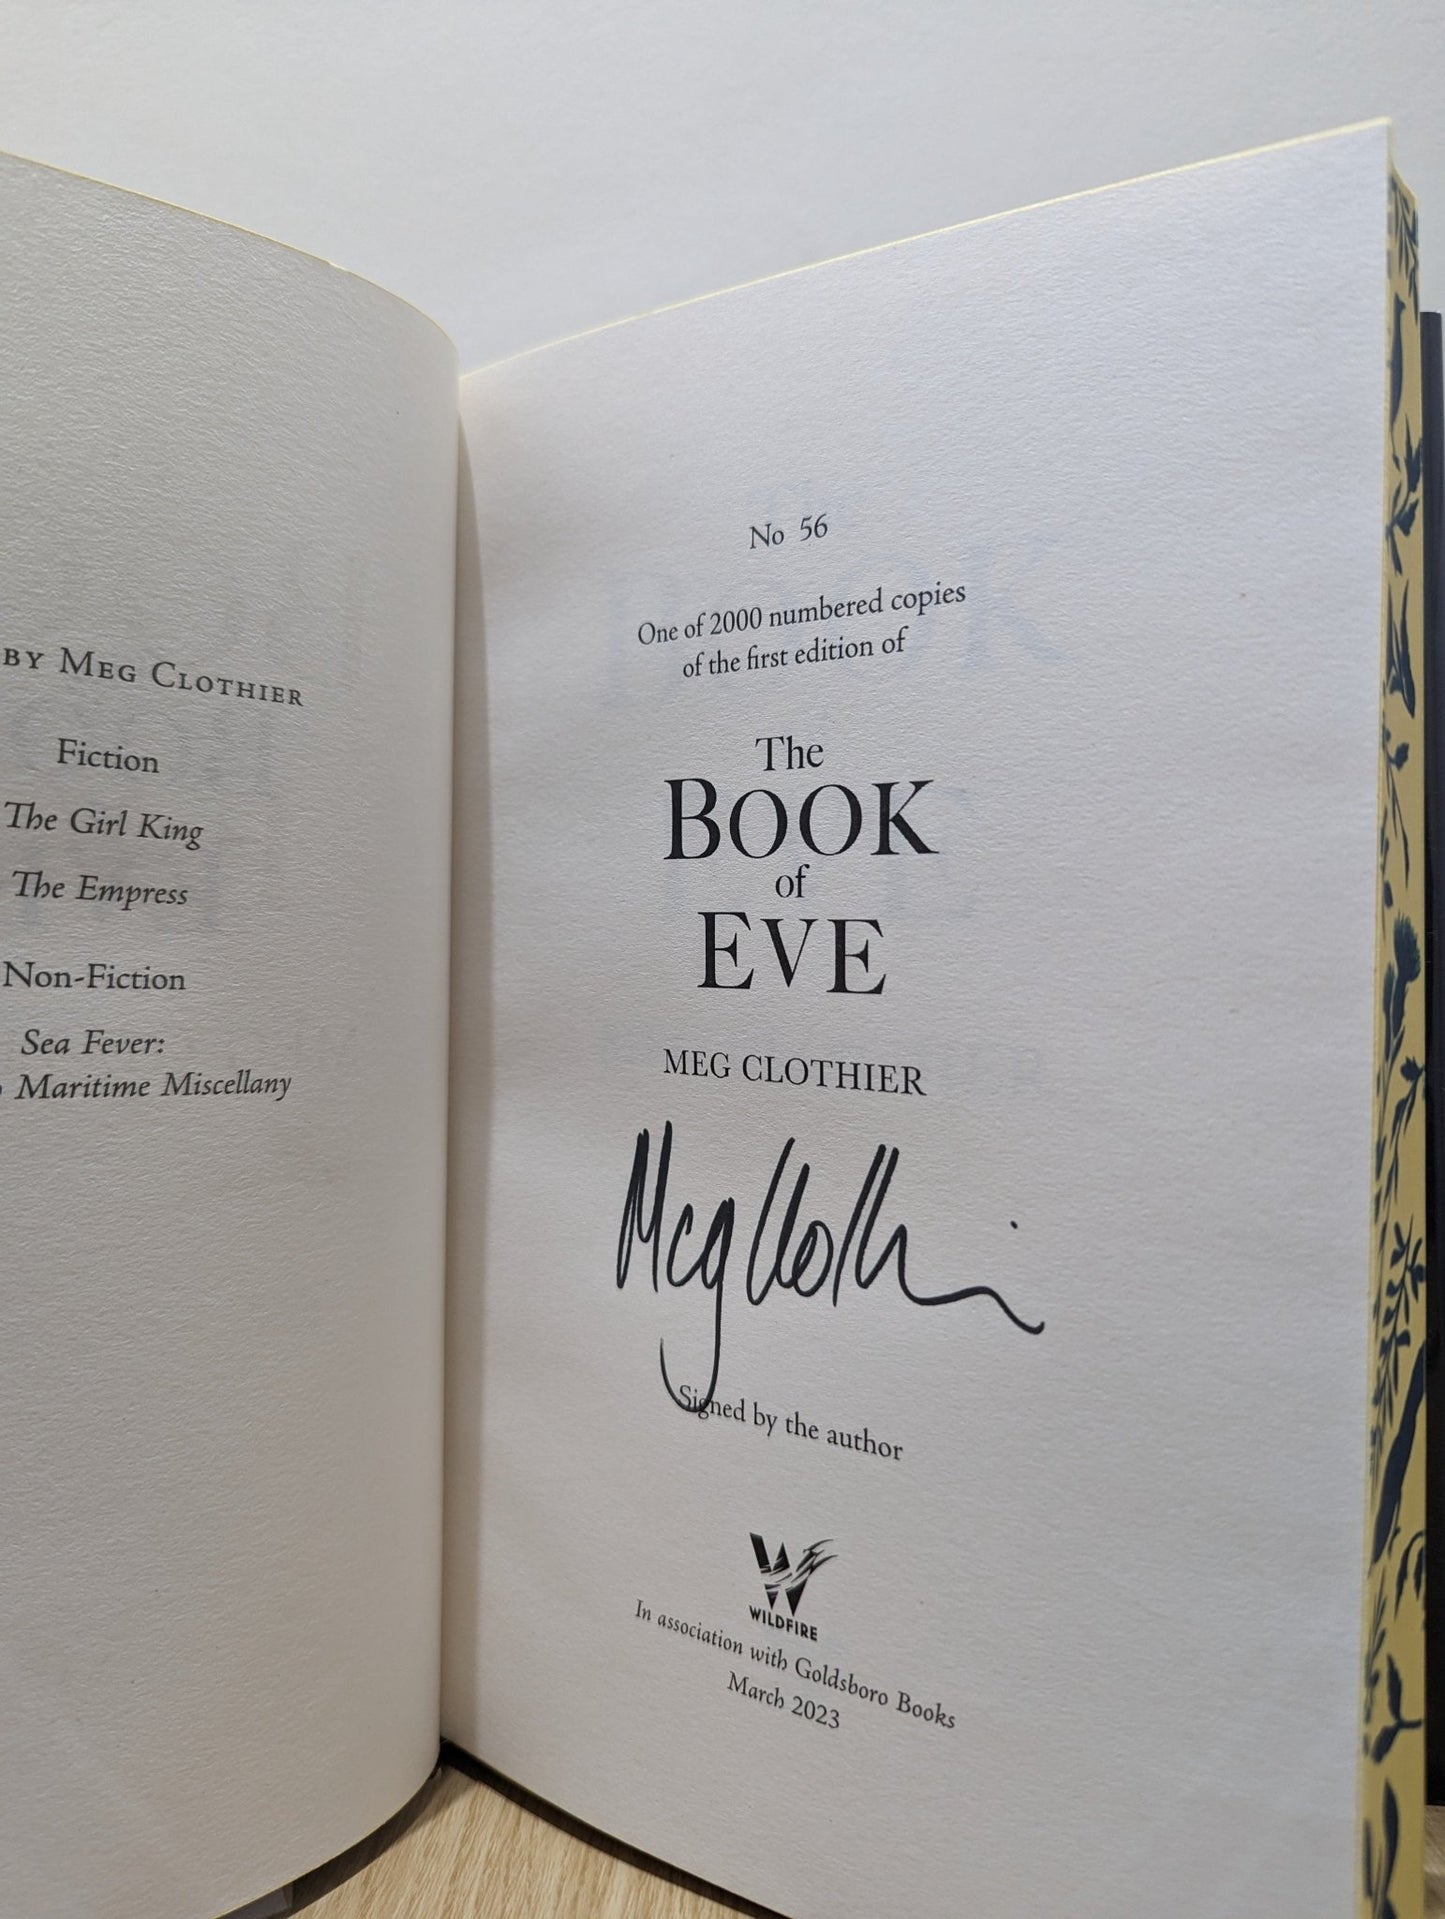 BY MEG CLOTHIER
Fiction
The Girl King
The Empress
Non-Fiction
Sea Fever:
Maritime Miscellany
No 56
One of 2000 numbered copies
of the first edition of
The
BOOK
of
EVE
MEG CLOTHIER
Meg Clothier
Signed by the author
W
WILDFIRE
In association with Goldsboro Books
March 2023